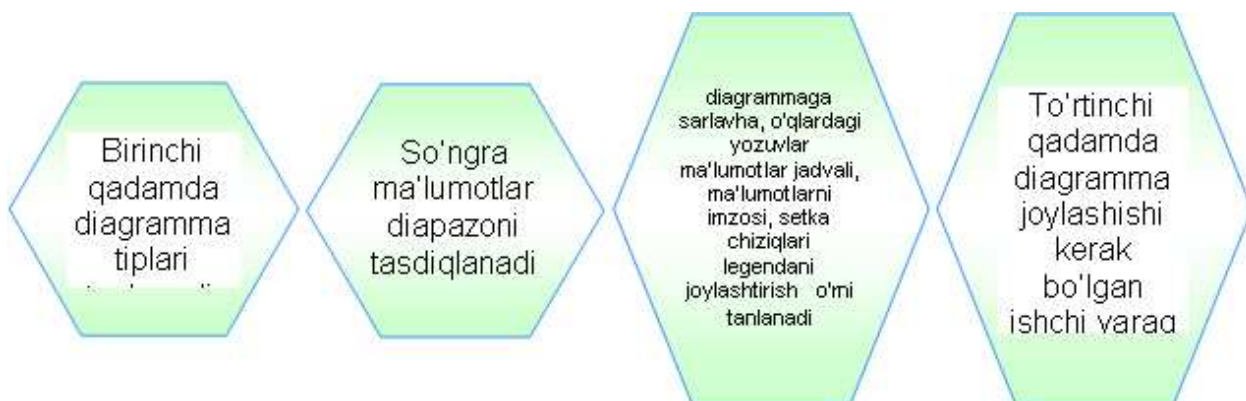 Birinchi
qadamda
diagramma
tiplari
So'ngra
ma'lumotlar
diapazoni
tasdiqlanadi
diagrammaga
sarlavha, o'qlardagi
yozuvlar
ma'lumotlar jadvali,
ma'lumotlarni
imzosi, setka
chiziqlari
legendani
joylashtirish o'rni
tanlanadi
To'rtinchi
qadamda
diagramma
joylashishi
kerak
bo'lgan
ishchi varaq